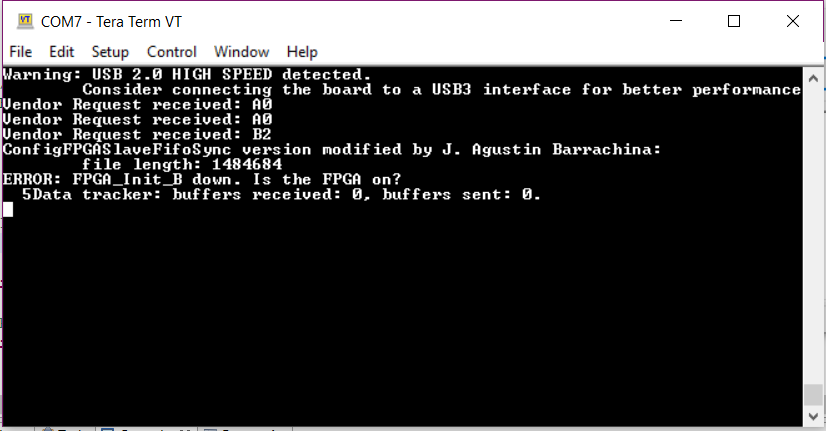 VT COM7 - Tera Term VT
File Edit Setup Control Window Help
Warning: USB 2.0 HIGH SPEED detected.
Consider connecting the board to a USB3 interface for better performance
Vendor Request received: A0
Vendor Request received: A0
Vendor Request received: B2
ConfigFPGASlaveFifoSync version modified by J. Agustin Barrachina:
file length: 1484684
ERROR: FPGA_Init_B down. Is the FPGA on?
5Data tracker: buffers received: 0, buffers sent: 0.